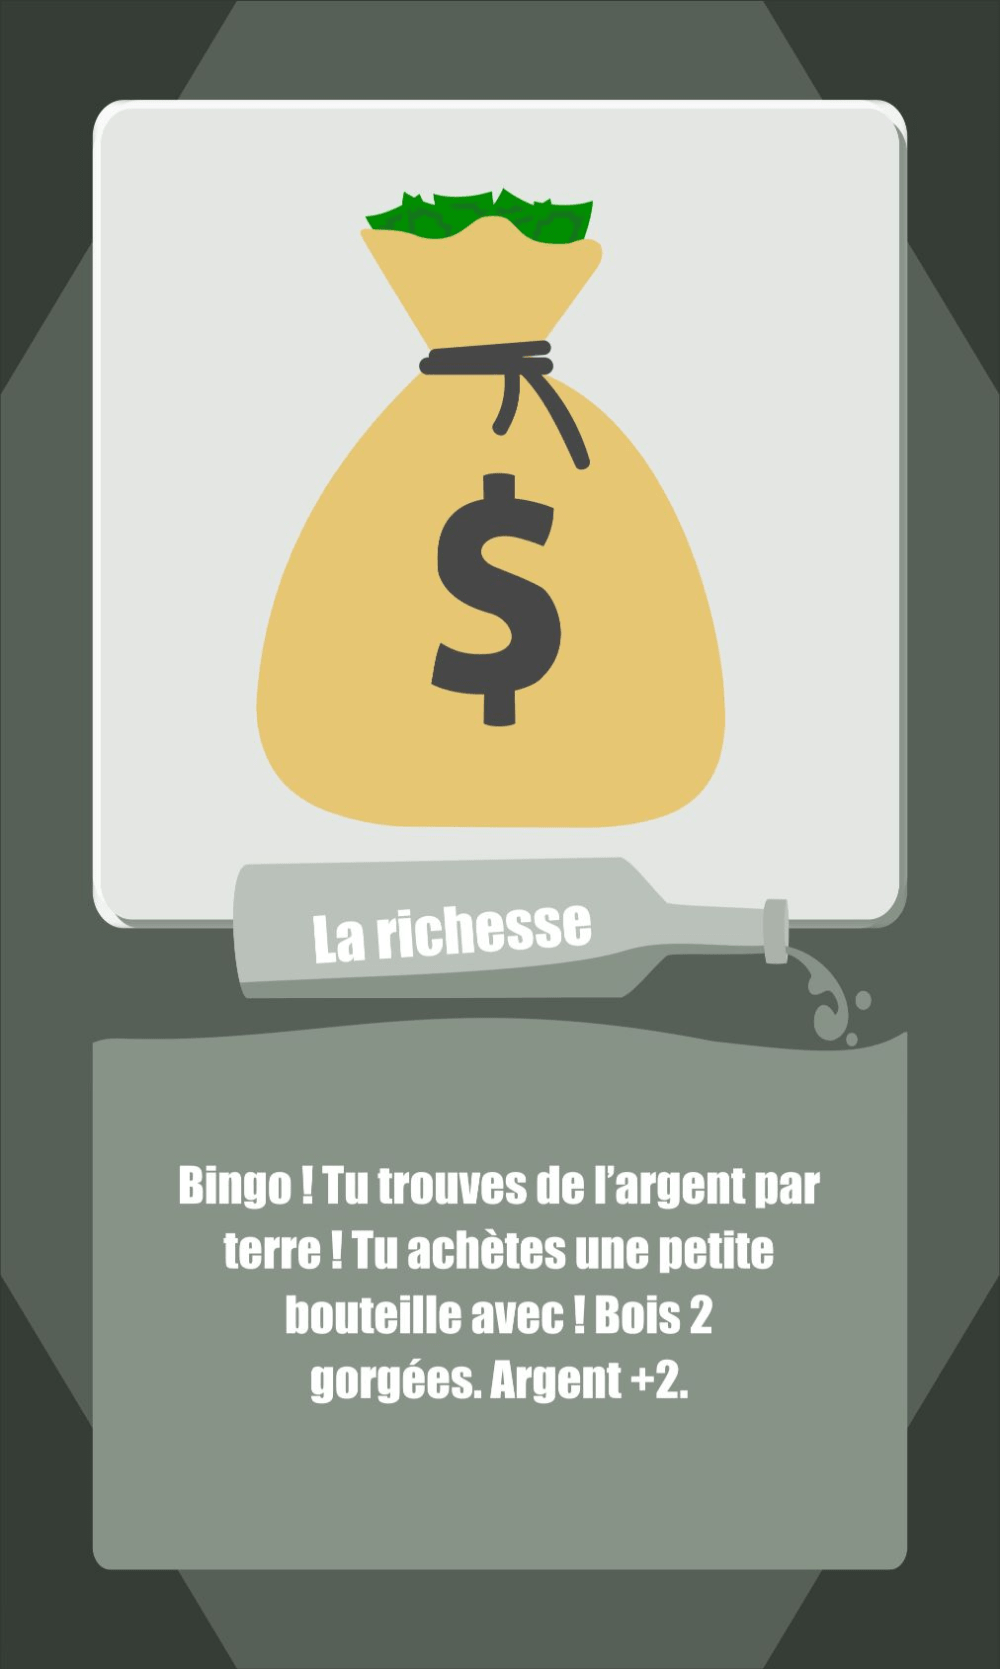 $
La richesse
Bingo ! Tu trouves de l’argent par
terre ! Tu achètes une petite
bouteille avec ! Bois 2
gorgées. Argent +2.